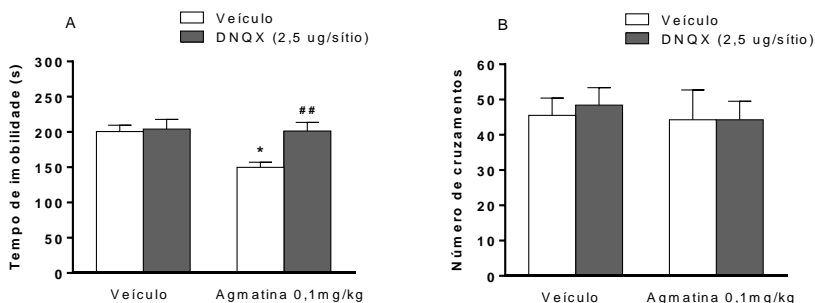 A
Veículo
DNQX (2,5 ug/sítio)
Tempo de imobilidade (s)
250
200
150
100
50
0
*
##
Veículo
Agmatina 0,1mg/kg
B
Veículo
DNQX (2,5 ug/sítio)
Número de cruzamentos
60
50
40
30
20
10
0
Veículo
Agmatina 0,1mg/kg